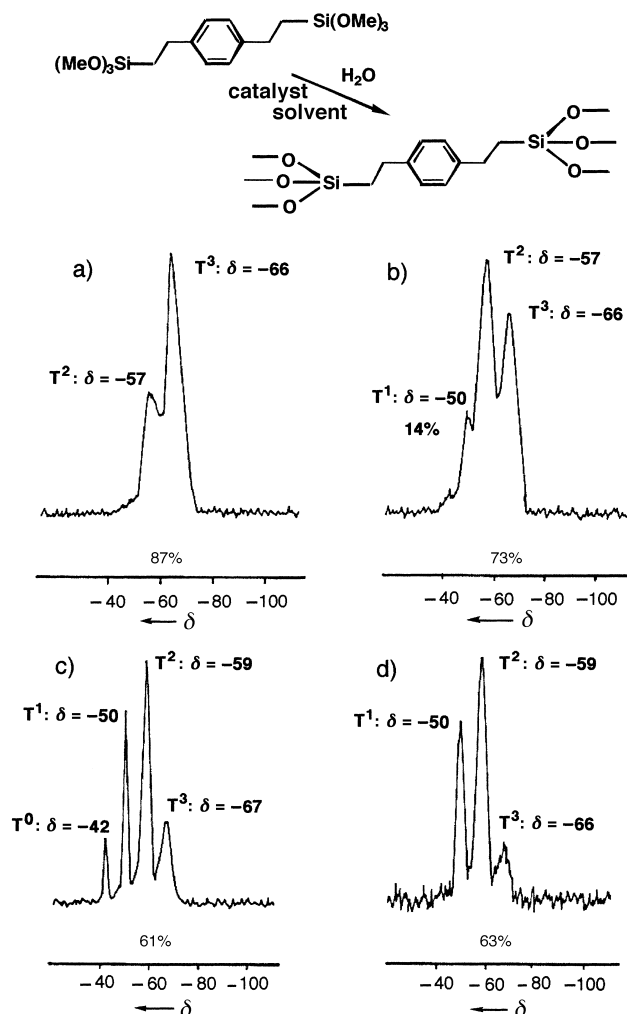 Si(OMe)3
(MeO)3Si
H2O
catalyst
solvent
O
O
O
Si
Si
O
O
O
a)
T3: δ = −66
T2: δ = −57
87%
−40 −60 −80 −100
δ
b)
T2: δ = −57
T3: δ = −66
T1: δ = −50
14%
73%
−40 −60 −80 −100
δ
c)
T2: δ = −59
T1: δ = −50
T3: δ = −67
T0: δ = −42
61%
−40 −60 −80 −100
δ
d)
T2: δ = −59
T1: δ = −50
T3: δ = −66
63%
−40 −60 −80 −100
δ